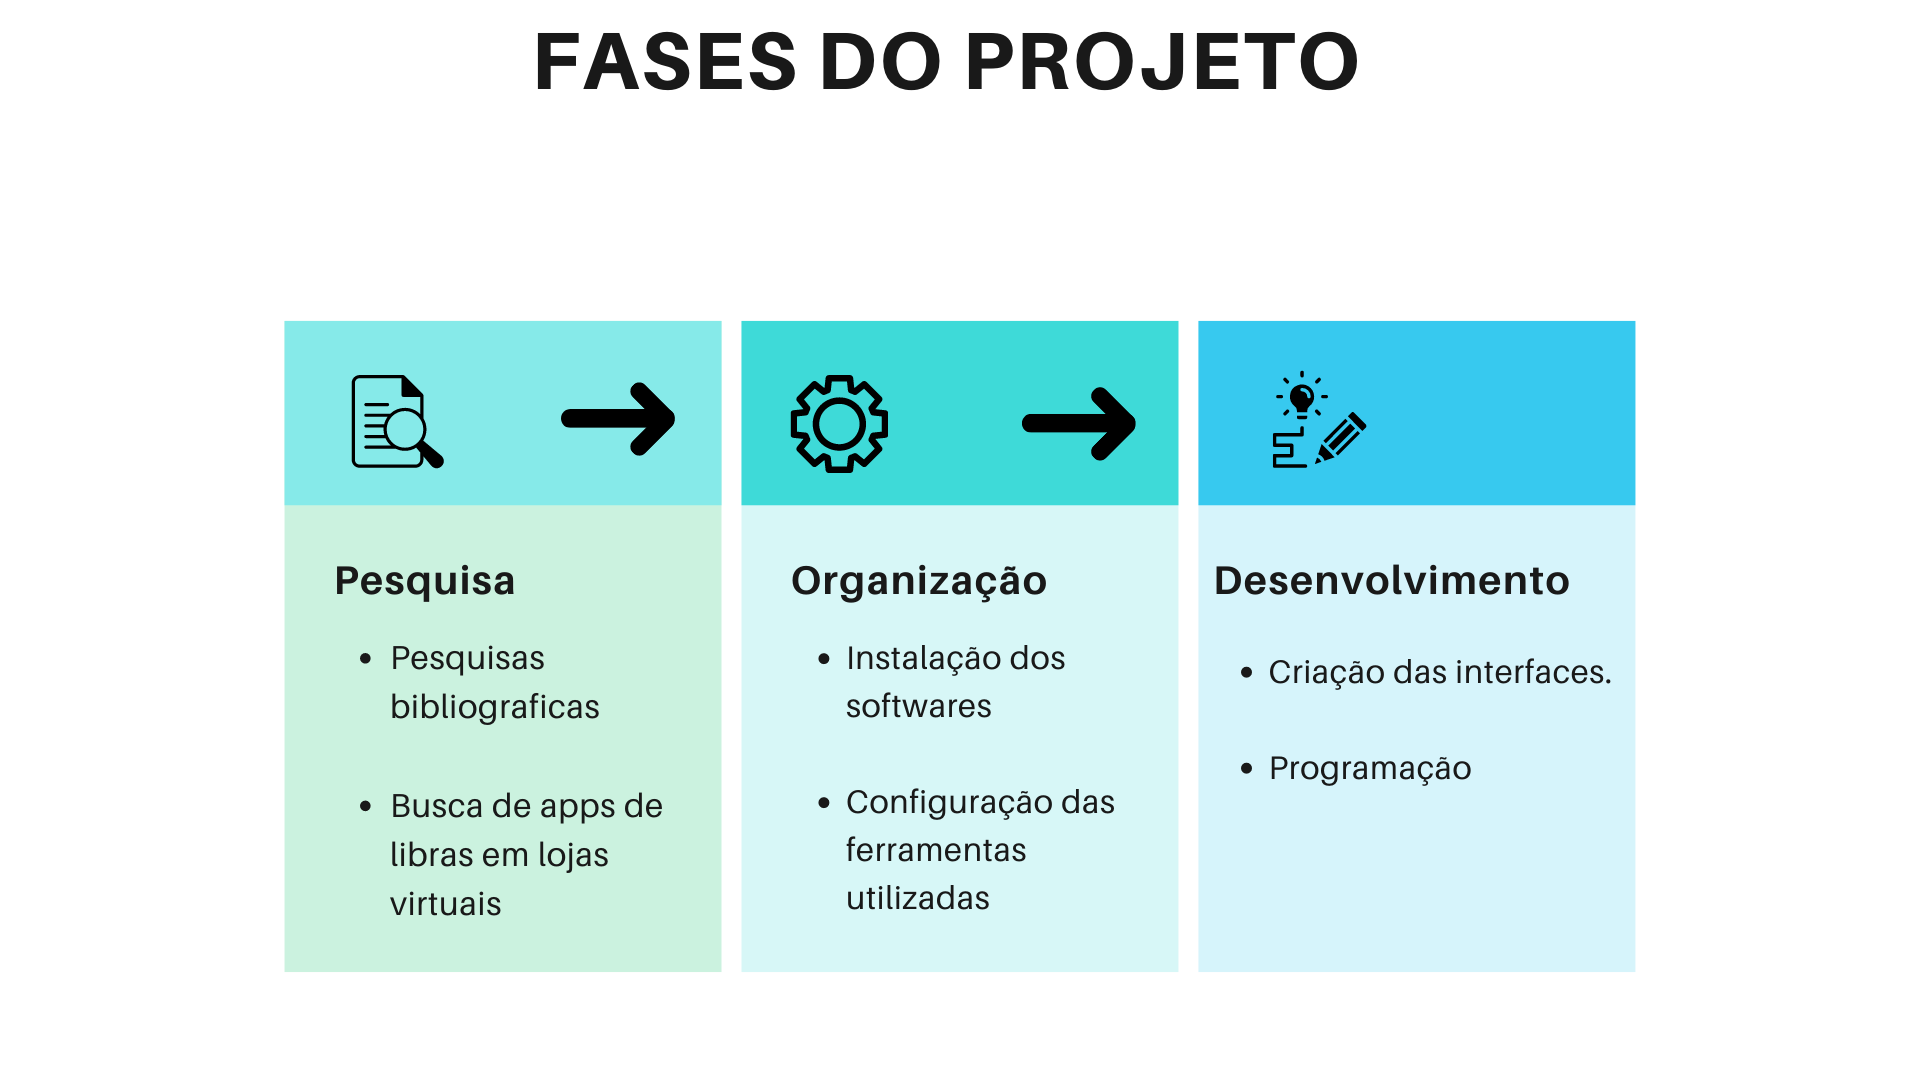 FASES DO PROJETO
Pesquisa
• Pesquisas
bibliograficas
• Busca de apps de
libras em lojas
virtuais
Organização
• Instalação dos
softwares
• Configuração das
ferramentas
utilizadas
Desenvolvimento
• Criação das interfaces.
• Programação